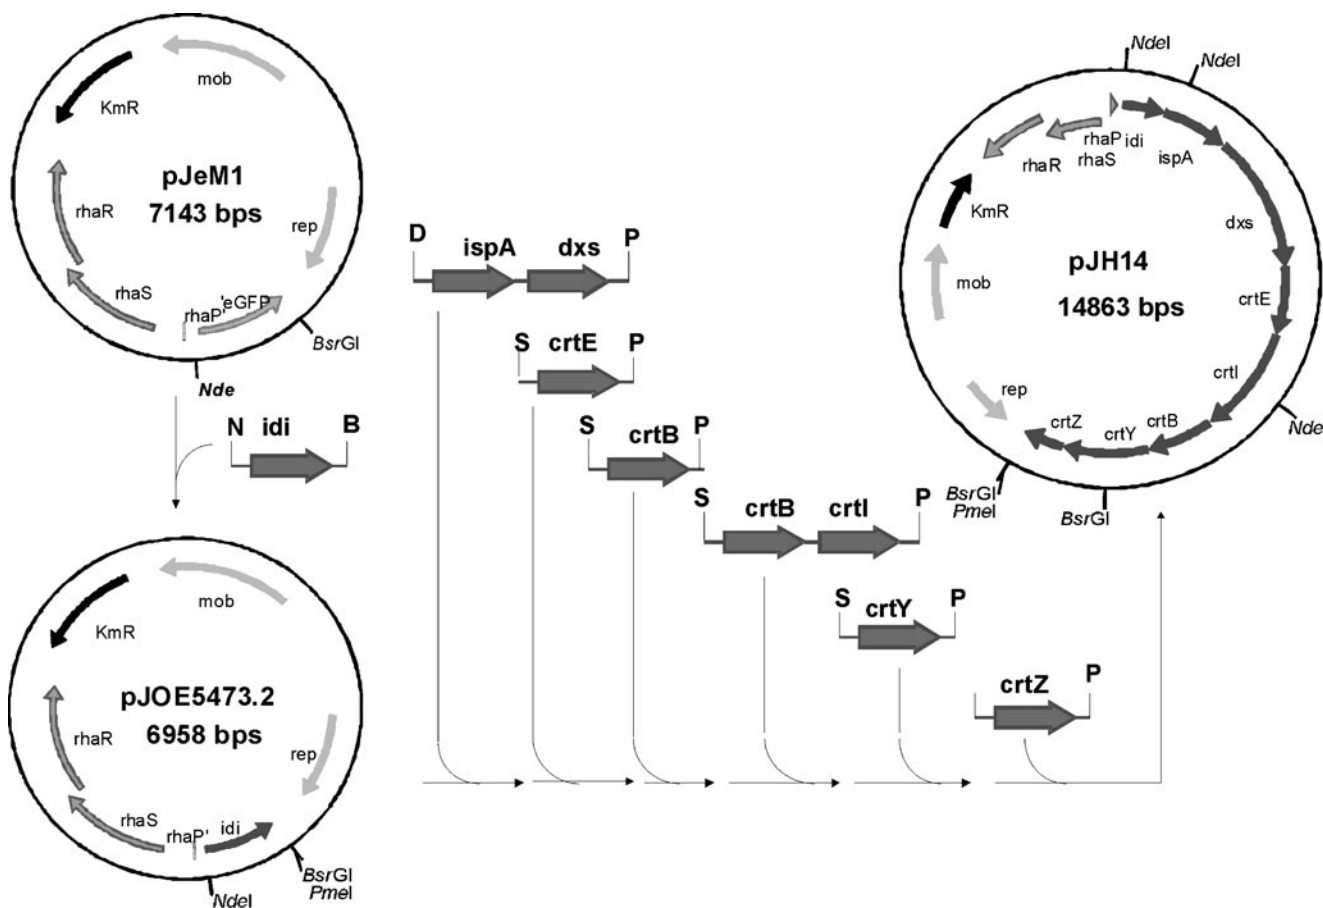 mob
KmR
pJeM1
7143 bps
rhaR
rep
rhaS
rhaP'
eGFP
BsrGI
Nde
N idi B
mob
KmR
pJOE5473.2
6958 bps
rhaR
rep
rhaS
rhaP'
idi
BsrGI
PmeI
NdeI
D ispA dxs P
S crtE P
S crtB P
S crtB crtI P
S crtY P
crtZ P
NdeI
NdeI
rhaP
idi
rhaS
rhaR
ispA
KmR
dxs
pJH14
mob
14863 bps
crtE
crtI
rep
crtZ
crtY
crtB
Nde
BsrGI
PmeI
BsrGI